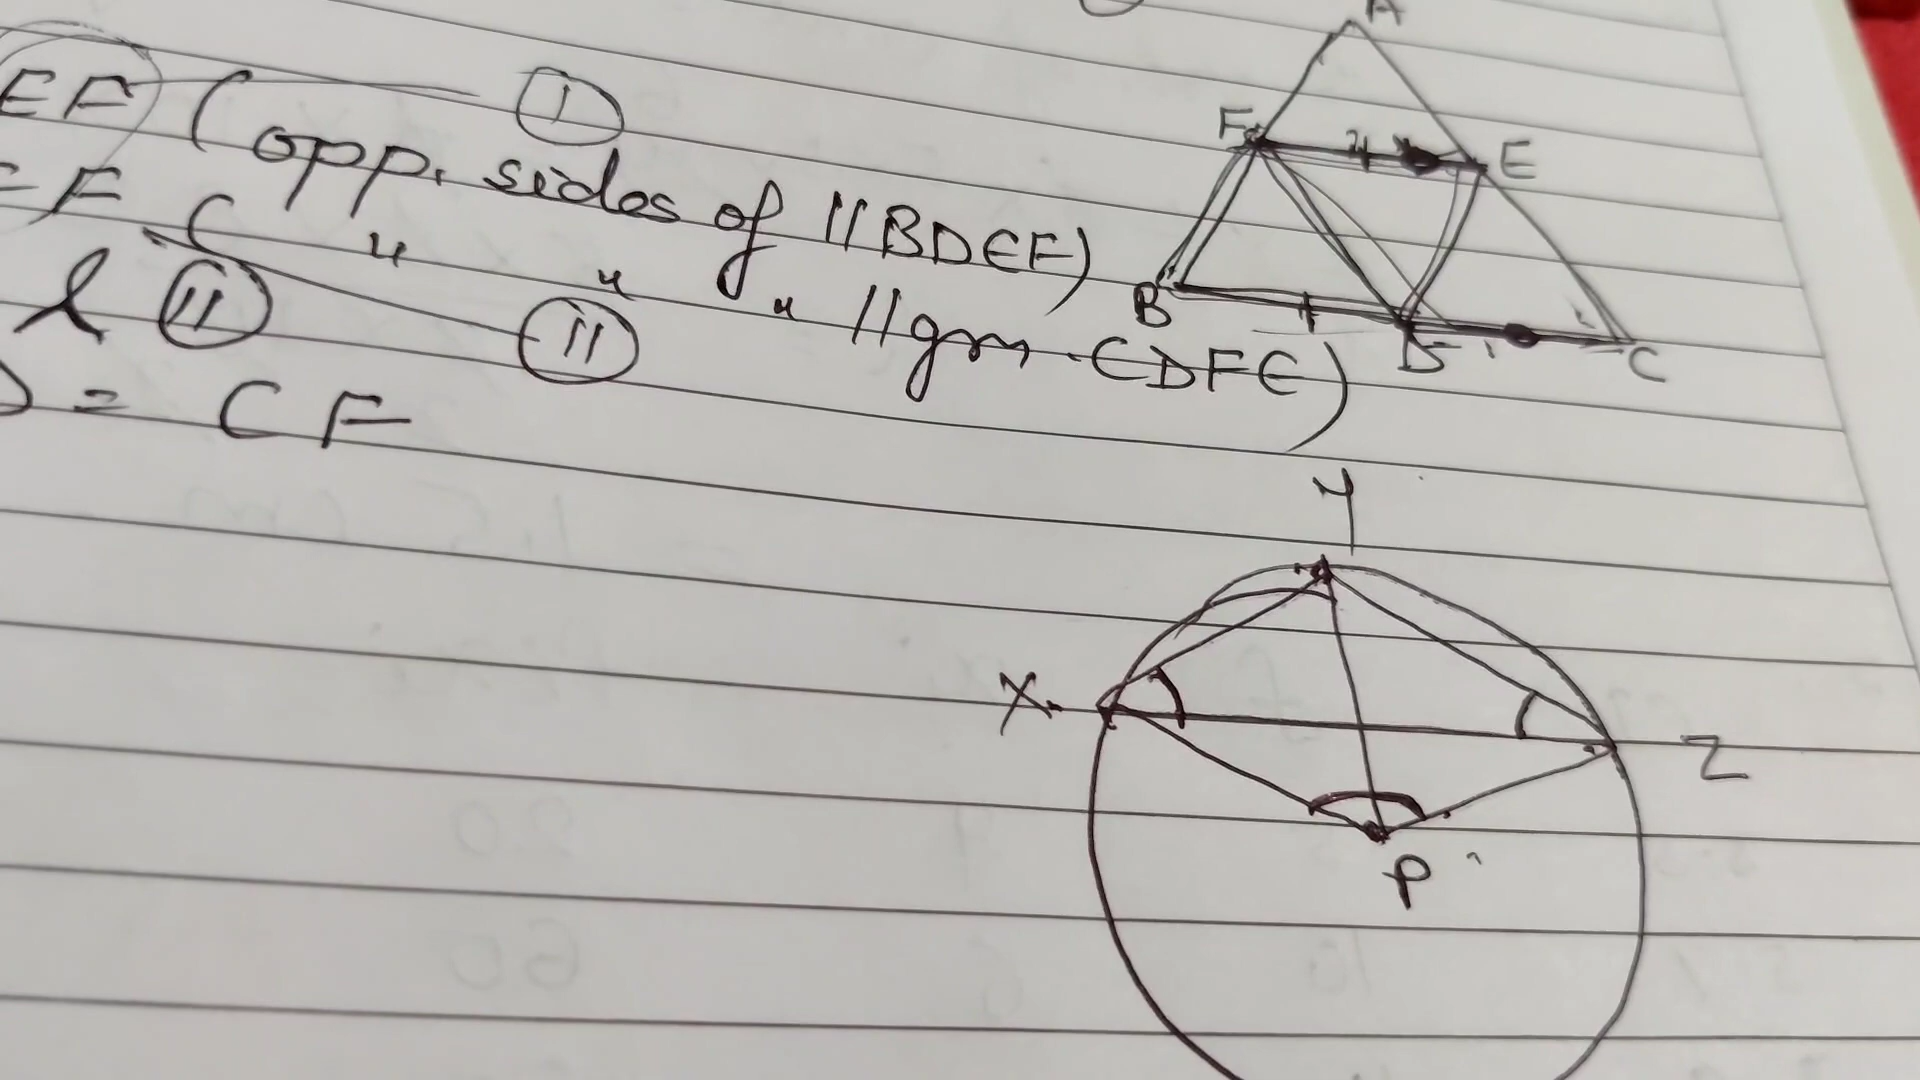 EF (opp. sides of ||BDEF)
I
= F ( " " " ||gm. CDFE)
& II
II
D = CF
A
F
E
B
D
C
Y
X
Z
P